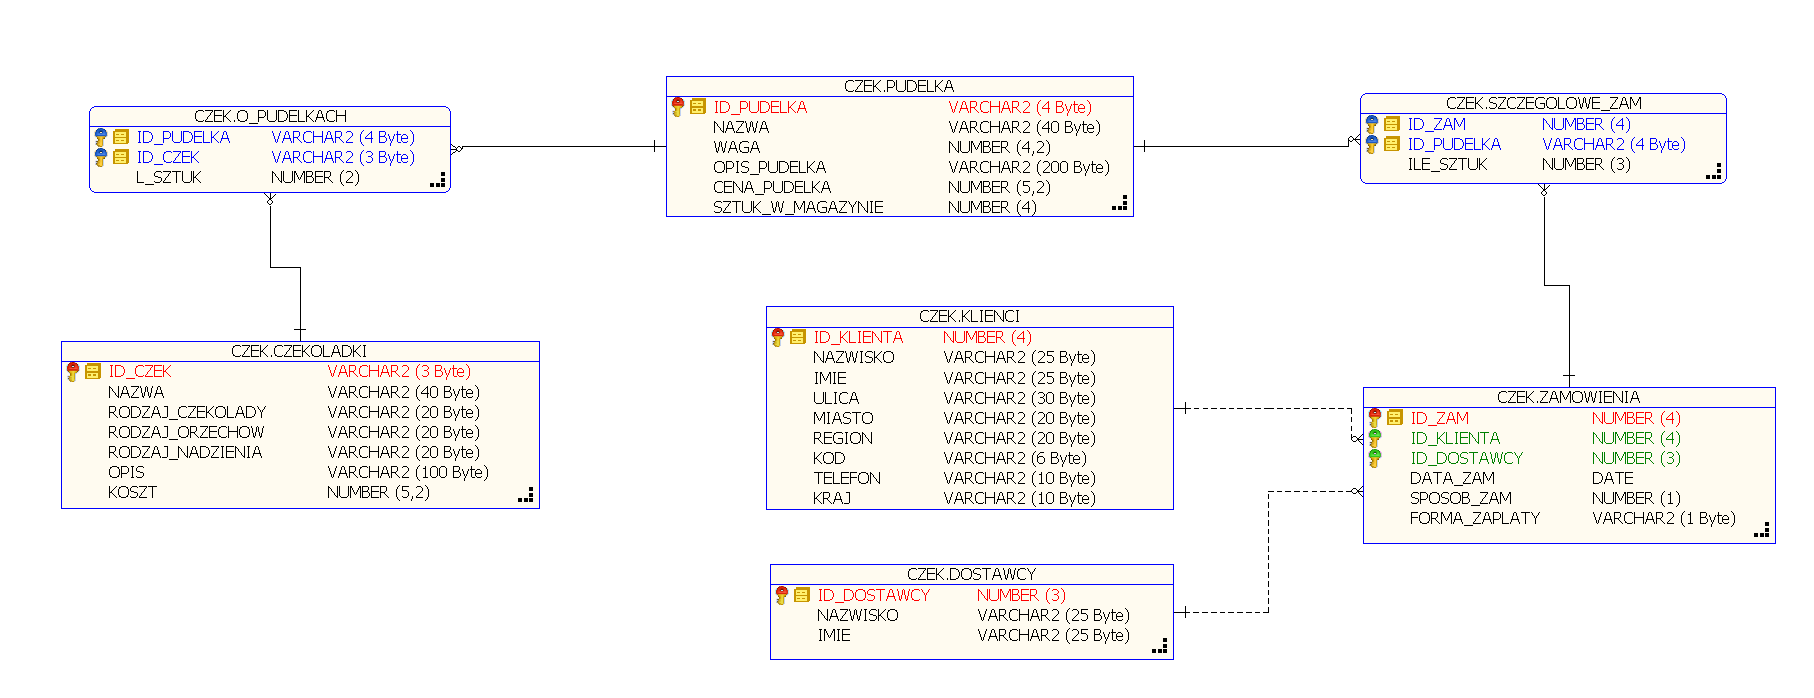 CZEK.O_PUDELKACH
ID_PUDELKA VARCHAR2 (4 Byte)
ID_CZEK VARCHAR2 (3 Byte)
L_SZTUK NUMBER (2)
CZEK.PUDELKA
ID_PUDELKA VARCHAR2 (4 Byte)
NAZWA VARCHAR2 (40 Byte)
WAGA NUMBER (4,2)
OPIS_PUDELKA VARCHAR2 (200 Byte)
CENA_PUDELKA NUMBER (5,2)
SZTUK_W_MAGAZYNIE NUMBER (4)
CZEK.SZCZEGOLOWE_ZAM
ID_ZAM NUMBER (4)
ID_PUDELKA VARCHAR2 (4 Byte)
ILE_SZTUK NUMBER (3)
CZEK.CZEKOLADKI
ID_CZEK VARCHAR2 (3 Byte)
NAZWA VARCHAR2 (40 Byte)
RODZAJ_CZEKOLADY VARCHAR2 (20 Byte)
RODZAJ_ORZECHOW VARCHAR2 (20 Byte)
RODZAJ_NADZIENIA VARCHAR2 (20 Byte)
OPIS VARCHAR2 (100 Byte)
KOSZT NUMBER (5,2)
CZEK.KLIENCI
ID_KLIENTA NUMBER (4)
NAZWISKO VARCHAR2 (25 Byte)
IMIE VARCHAR2 (25 Byte)
ULICA VARCHAR2 (30 Byte)
MIASTO VARCHAR2 (20 Byte)
REGION VARCHAR2 (20 Byte)
KOD VARCHAR2 (6 Byte)
TELEFON VARCHAR2 (10 Byte)
KRAJ VARCHAR2 (10 Byte)
CZEK.ZAMOWIENIA
ID_ZAM NUMBER (4)
ID_KLIENTA NUMBER (4)
ID_DOSTAWCY NUMBER (3)
DATA_ZAM DATE
SPOSOB_ZAM NUMBER (1)
FORMA_ZAPLATY VARCHAR2 (1 Byte)
CZEK.DOSTAWCY
ID_DOSTAWCY NUMBER (3)
NAZWISKO VARCHAR2 (25 Byte)
IMIE VARCHAR2 (25 Byte)